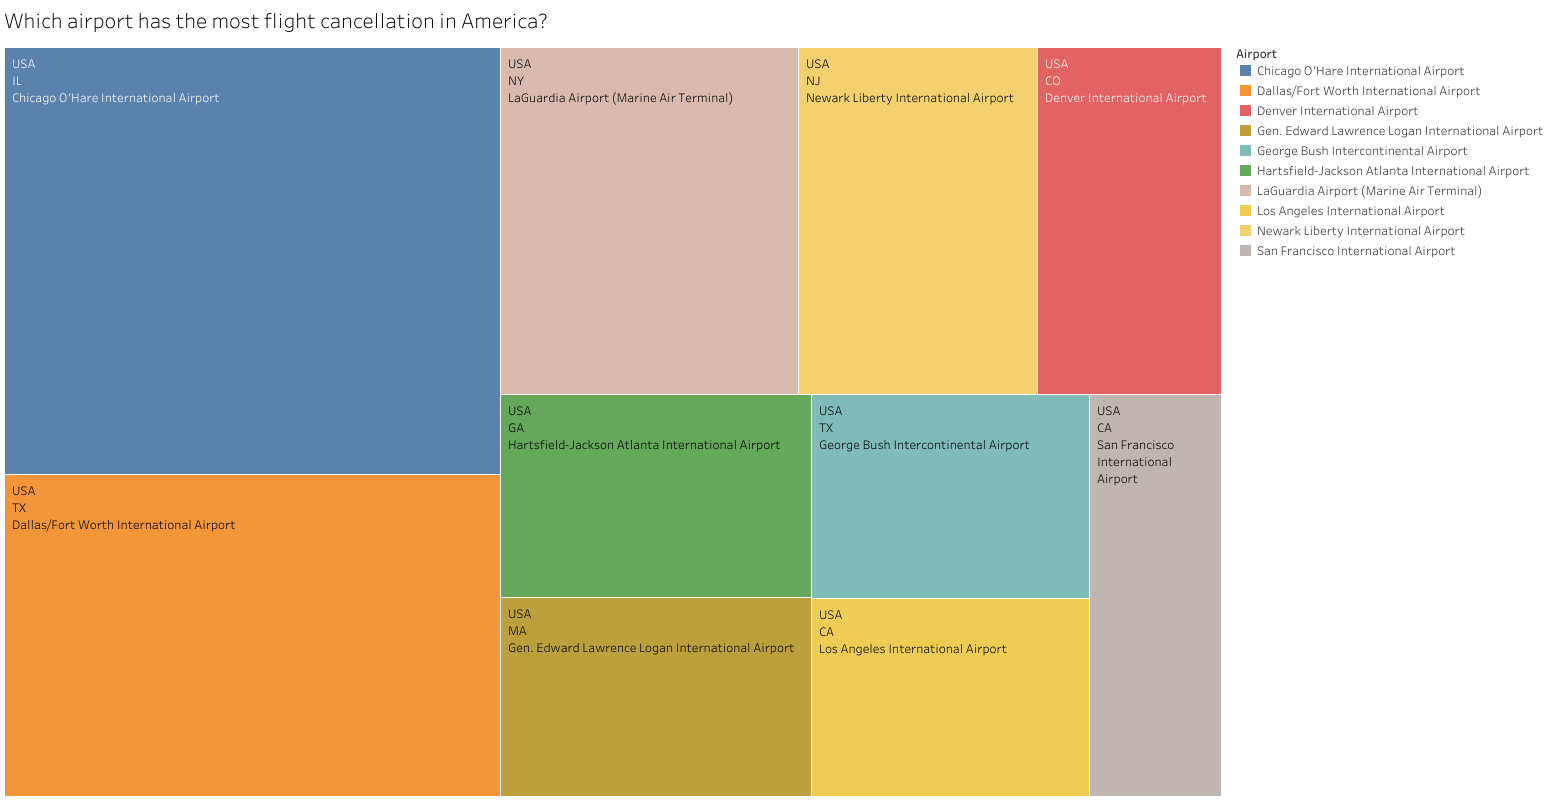 Which airport has the most flight cancellation in America?
USA
IL
Chicago O'Hare International Airport
USA
TX
Dallas/Fort Worth International Airport
USA
NY
LaGuardia Airport (Marine Air Terminal)
USA
NJ
Newark Liberty International Airport
USA
CO
Denver International Airport
USA
GA
Hartsfield-Jackson Atlanta International Airport
USA
MA
Gen. Edward Lawrence Logan International Airport
USA
TX
George Bush Intercontinental Airport
USA
CA
Los Angeles International Airport
USA
CA
San Francisco
International
Airport
Airport
Chicago O'Hare International Airport
Dallas/Fort Worth International Airport
Denver International Airport
Gen. Edward Lawrence Logan International Airport
George Bush Intercontinental Airport
Hartsfield-Jackson Atlanta International Airport
LaGuardia Airport (Marine Air Terminal)
Los Angeles International Airport
Newark Liberty International Airport
San Francisco International Airport